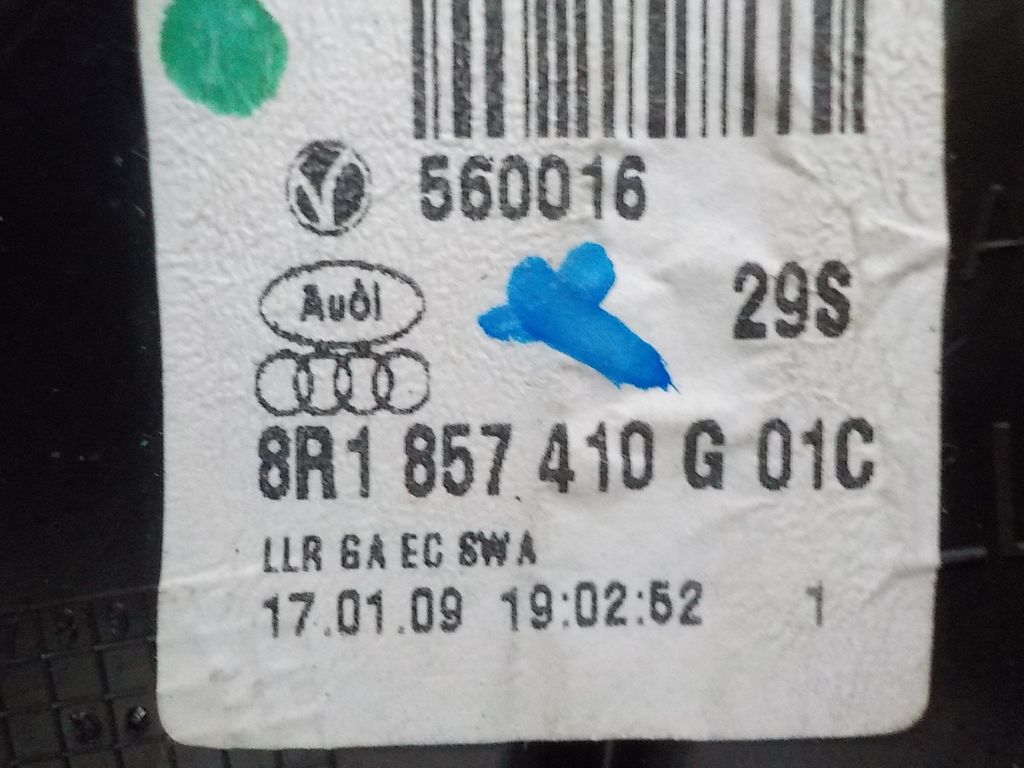 560016
Audi
29S
8R1 857 410 G 01C
LLR GA EC SWA
17.01.09 19:02:52 1